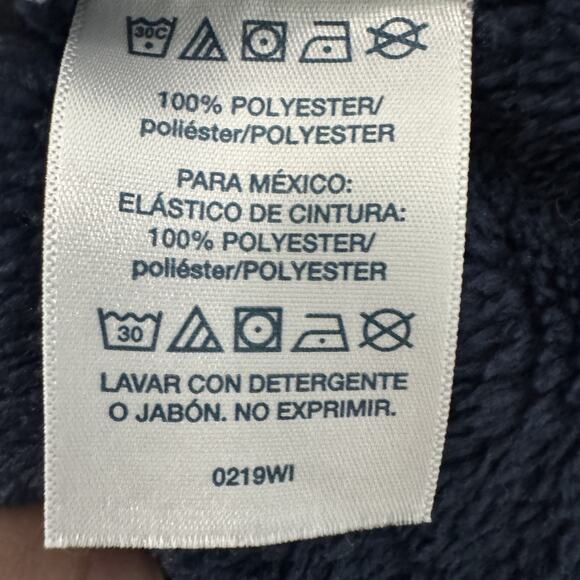 30C
100% POLYESTER/
poliéster/POLYESTER
PARA MÉXICO:
ELÁSTICO DE CINTURA:
100% POLYESTER/
poliéster/POLYESTER
30
LAVAR CON DETERGENTE
O JABÓN. NO EXPRIMIR.
0219WI